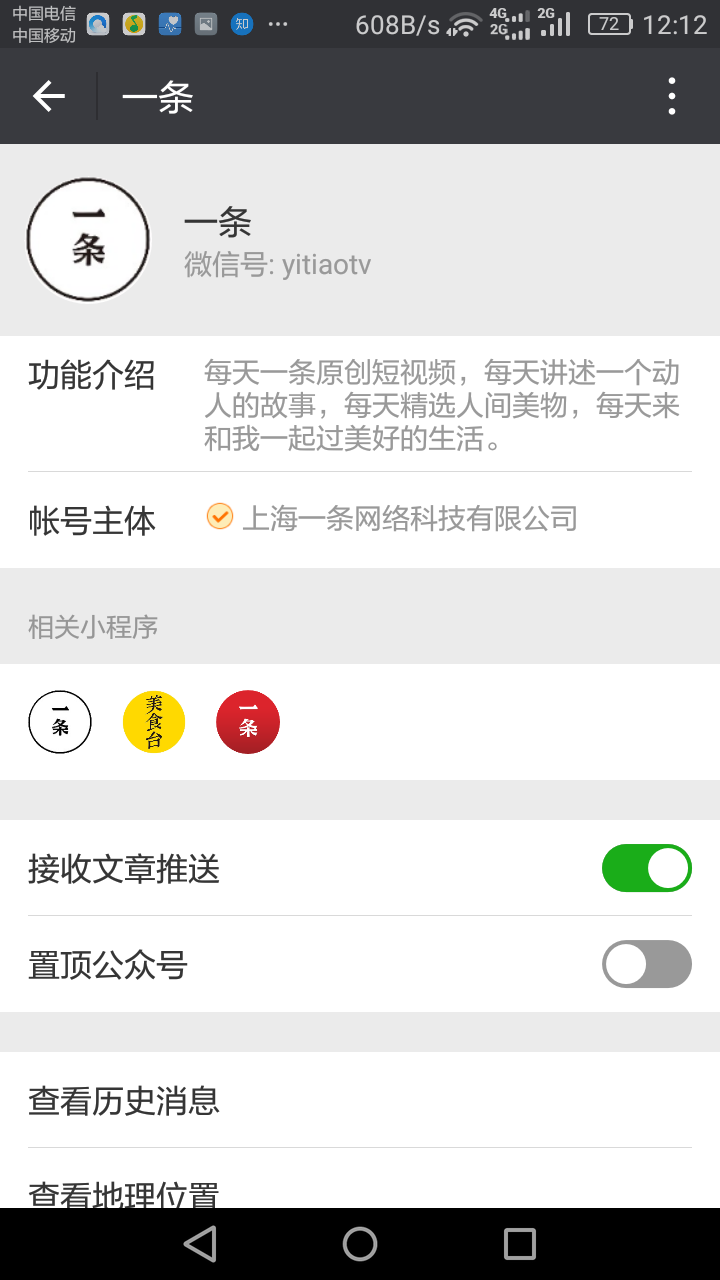 中国电信
中国移动
知
608B/s
4G
2G
2G
72
12:12
一条
一条
一条
微信号: yitiaotv
功能介绍
每天一条原创短视频，每天讲述一个动
人的故事，每天精选人间美物，每天来
和我一起过美好的生活。
帐号主体
上海一条网络科技有限公司
相关小程序
一条
美食台
一条
接收文章推送
置顶公众号
查看历史消息
查看地理位置